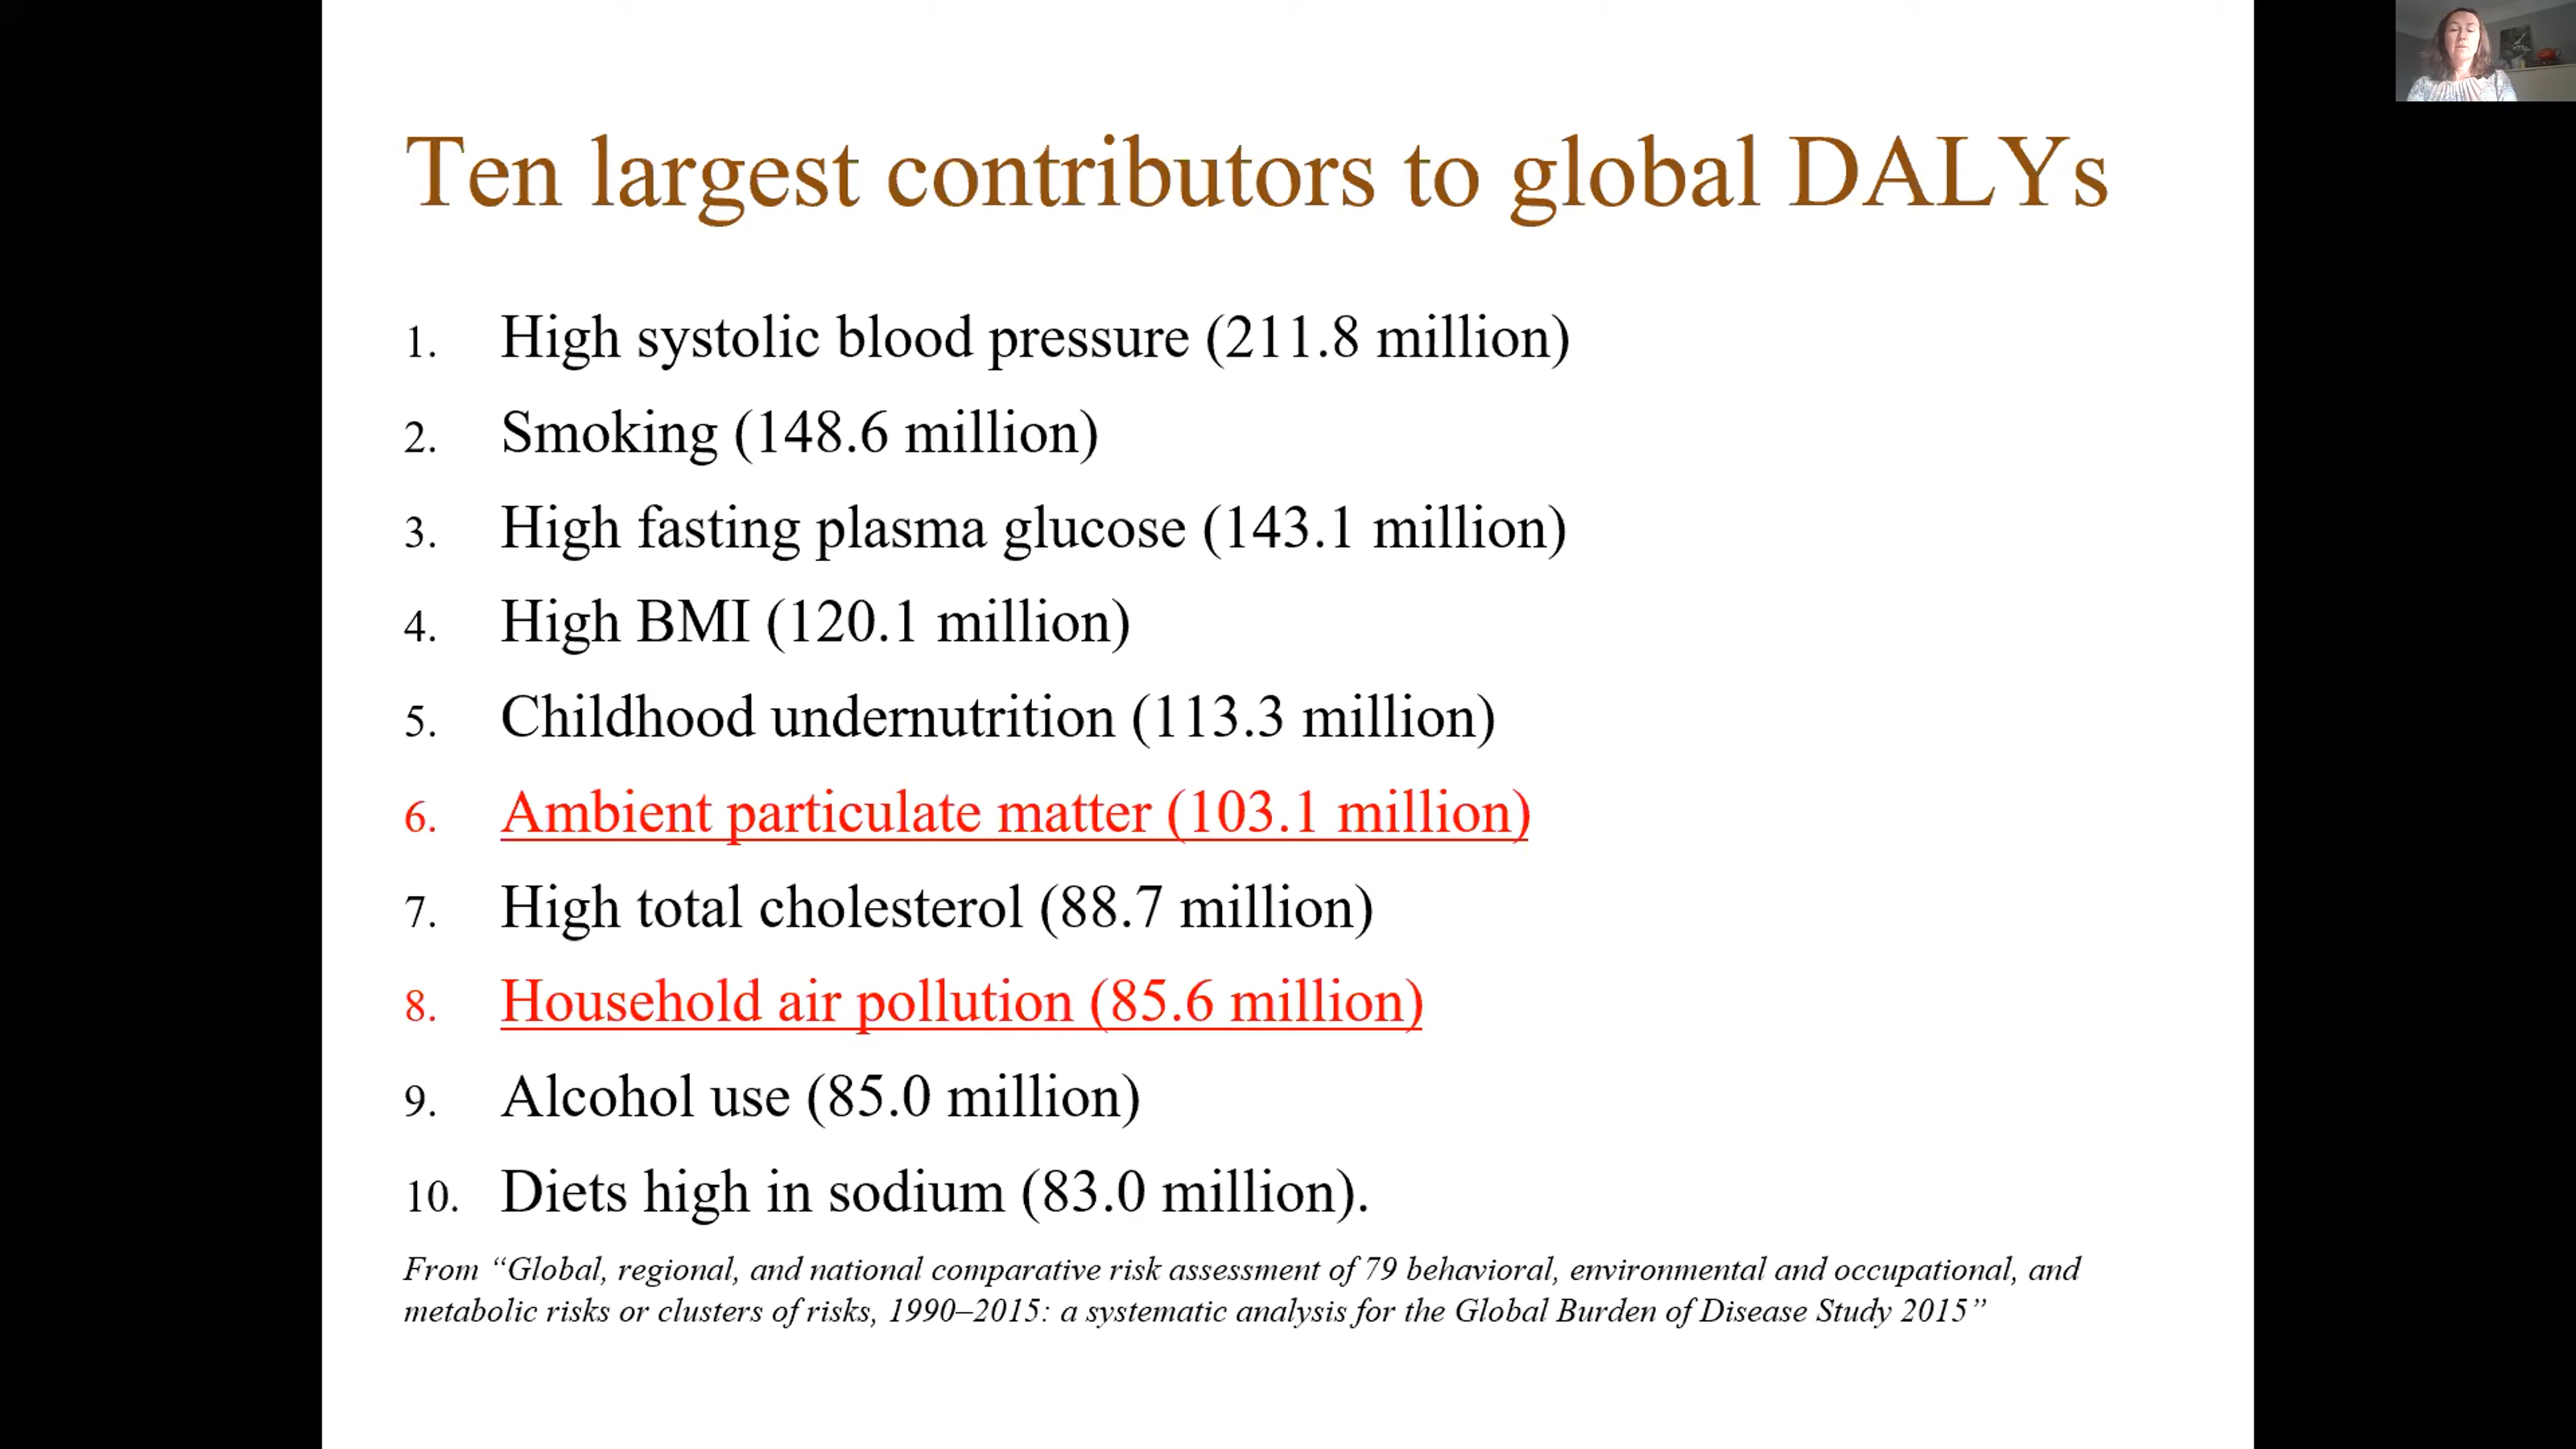 Ten largest contributors to global DALYs
1. High systolic blood pressure (211.8 million)
2. Smoking (148.6 million)
3. High fasting plasma glucose (143.1 million)
4. High BMI (120.1 million)
5. Childhood undernutrition (113.3 million)
6. Ambient particulate matter (103.1 million)
7. High total cholesterol (88.7 million)
8. Household air pollution (85.6 million)
9. Alcohol use (85.0 million)
10. Diets high in sodium (83.0 million).
From “Global, regional, and national comparative risk assessment of 79 behavioral, environmental and occupational, and
metabolic risks or clusters of risks, 1990–2015: a systematic analysis for the Global Burden of Disease Study 2015”